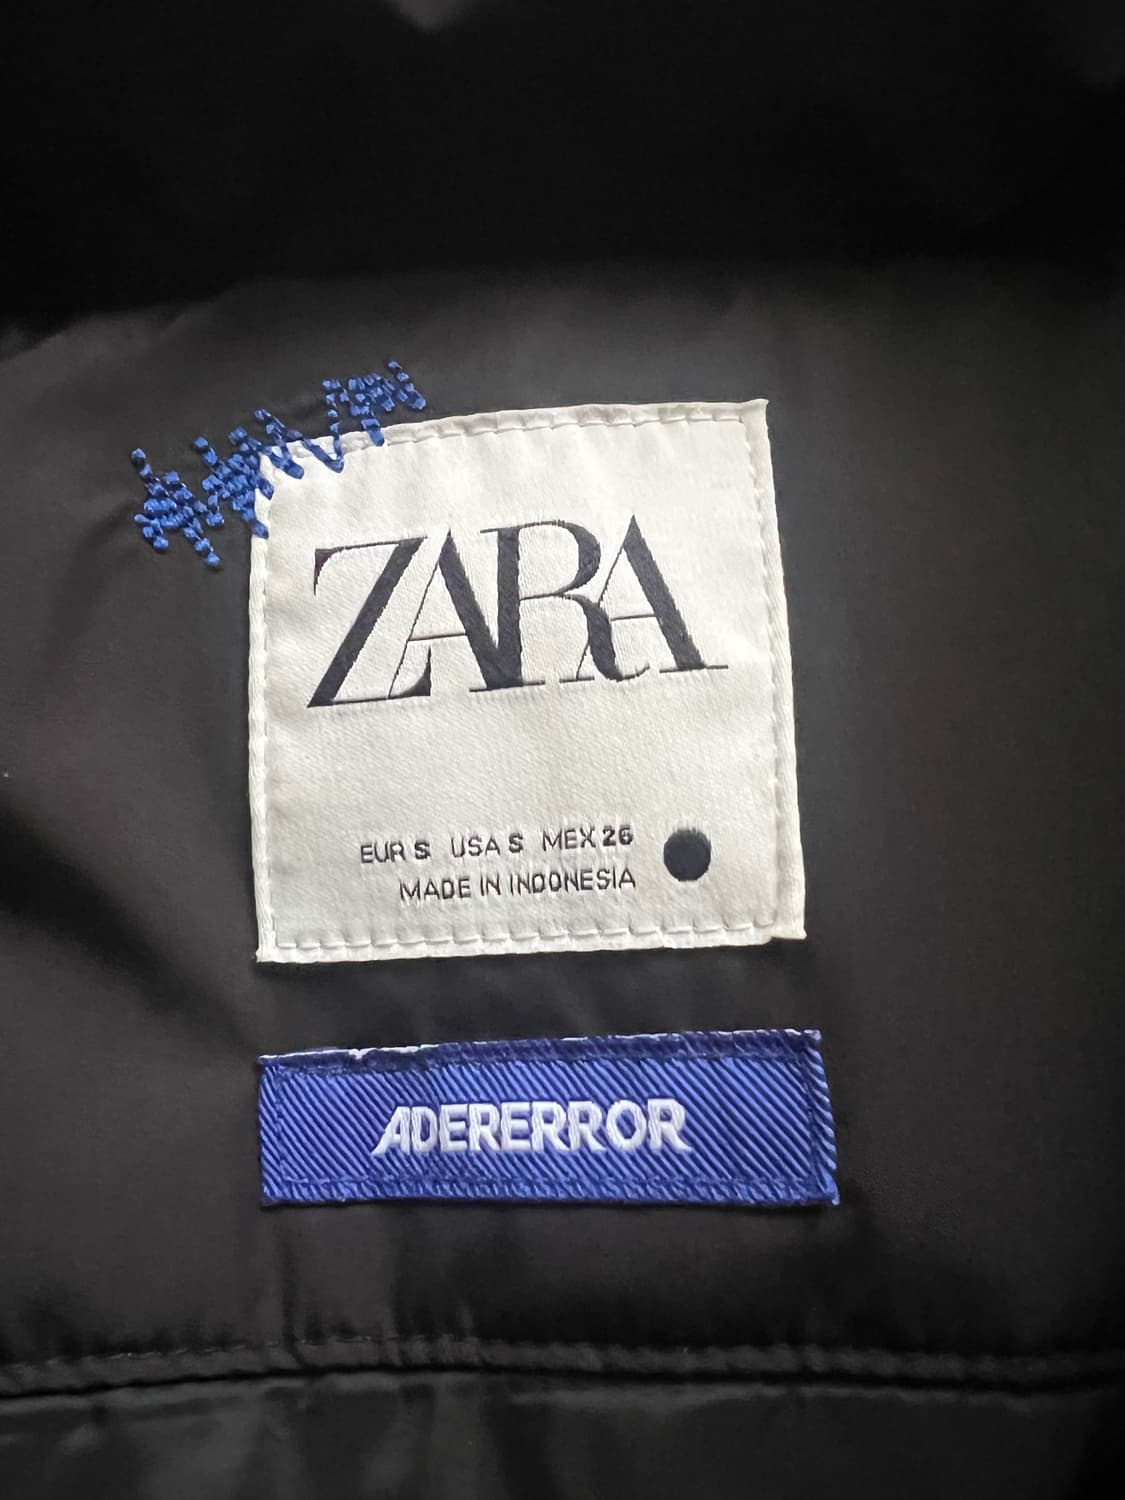 ZARA
EUR S USA S MEX 26
MADE IN INDONESIA
ADERERROR